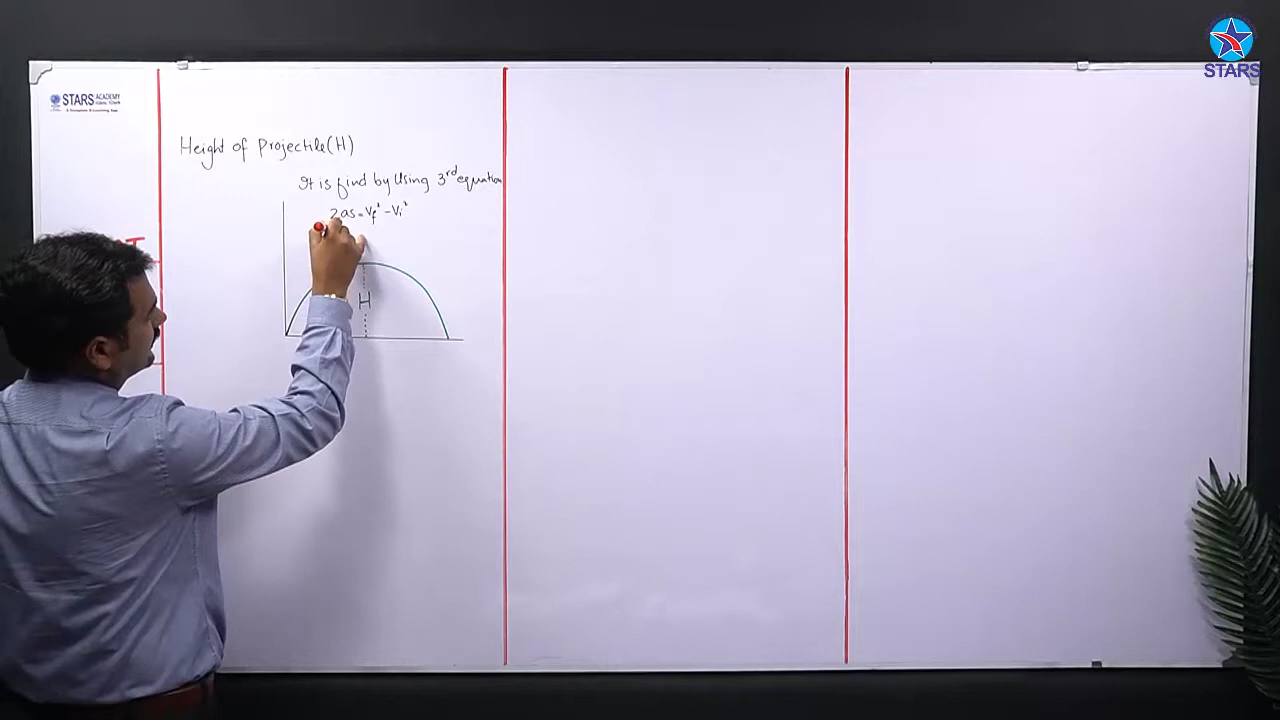 STARS
STARS ACADEMY
Height of Projectile (H)
It is find by Using 3rd equation
2as = Vf² - Vi²
H